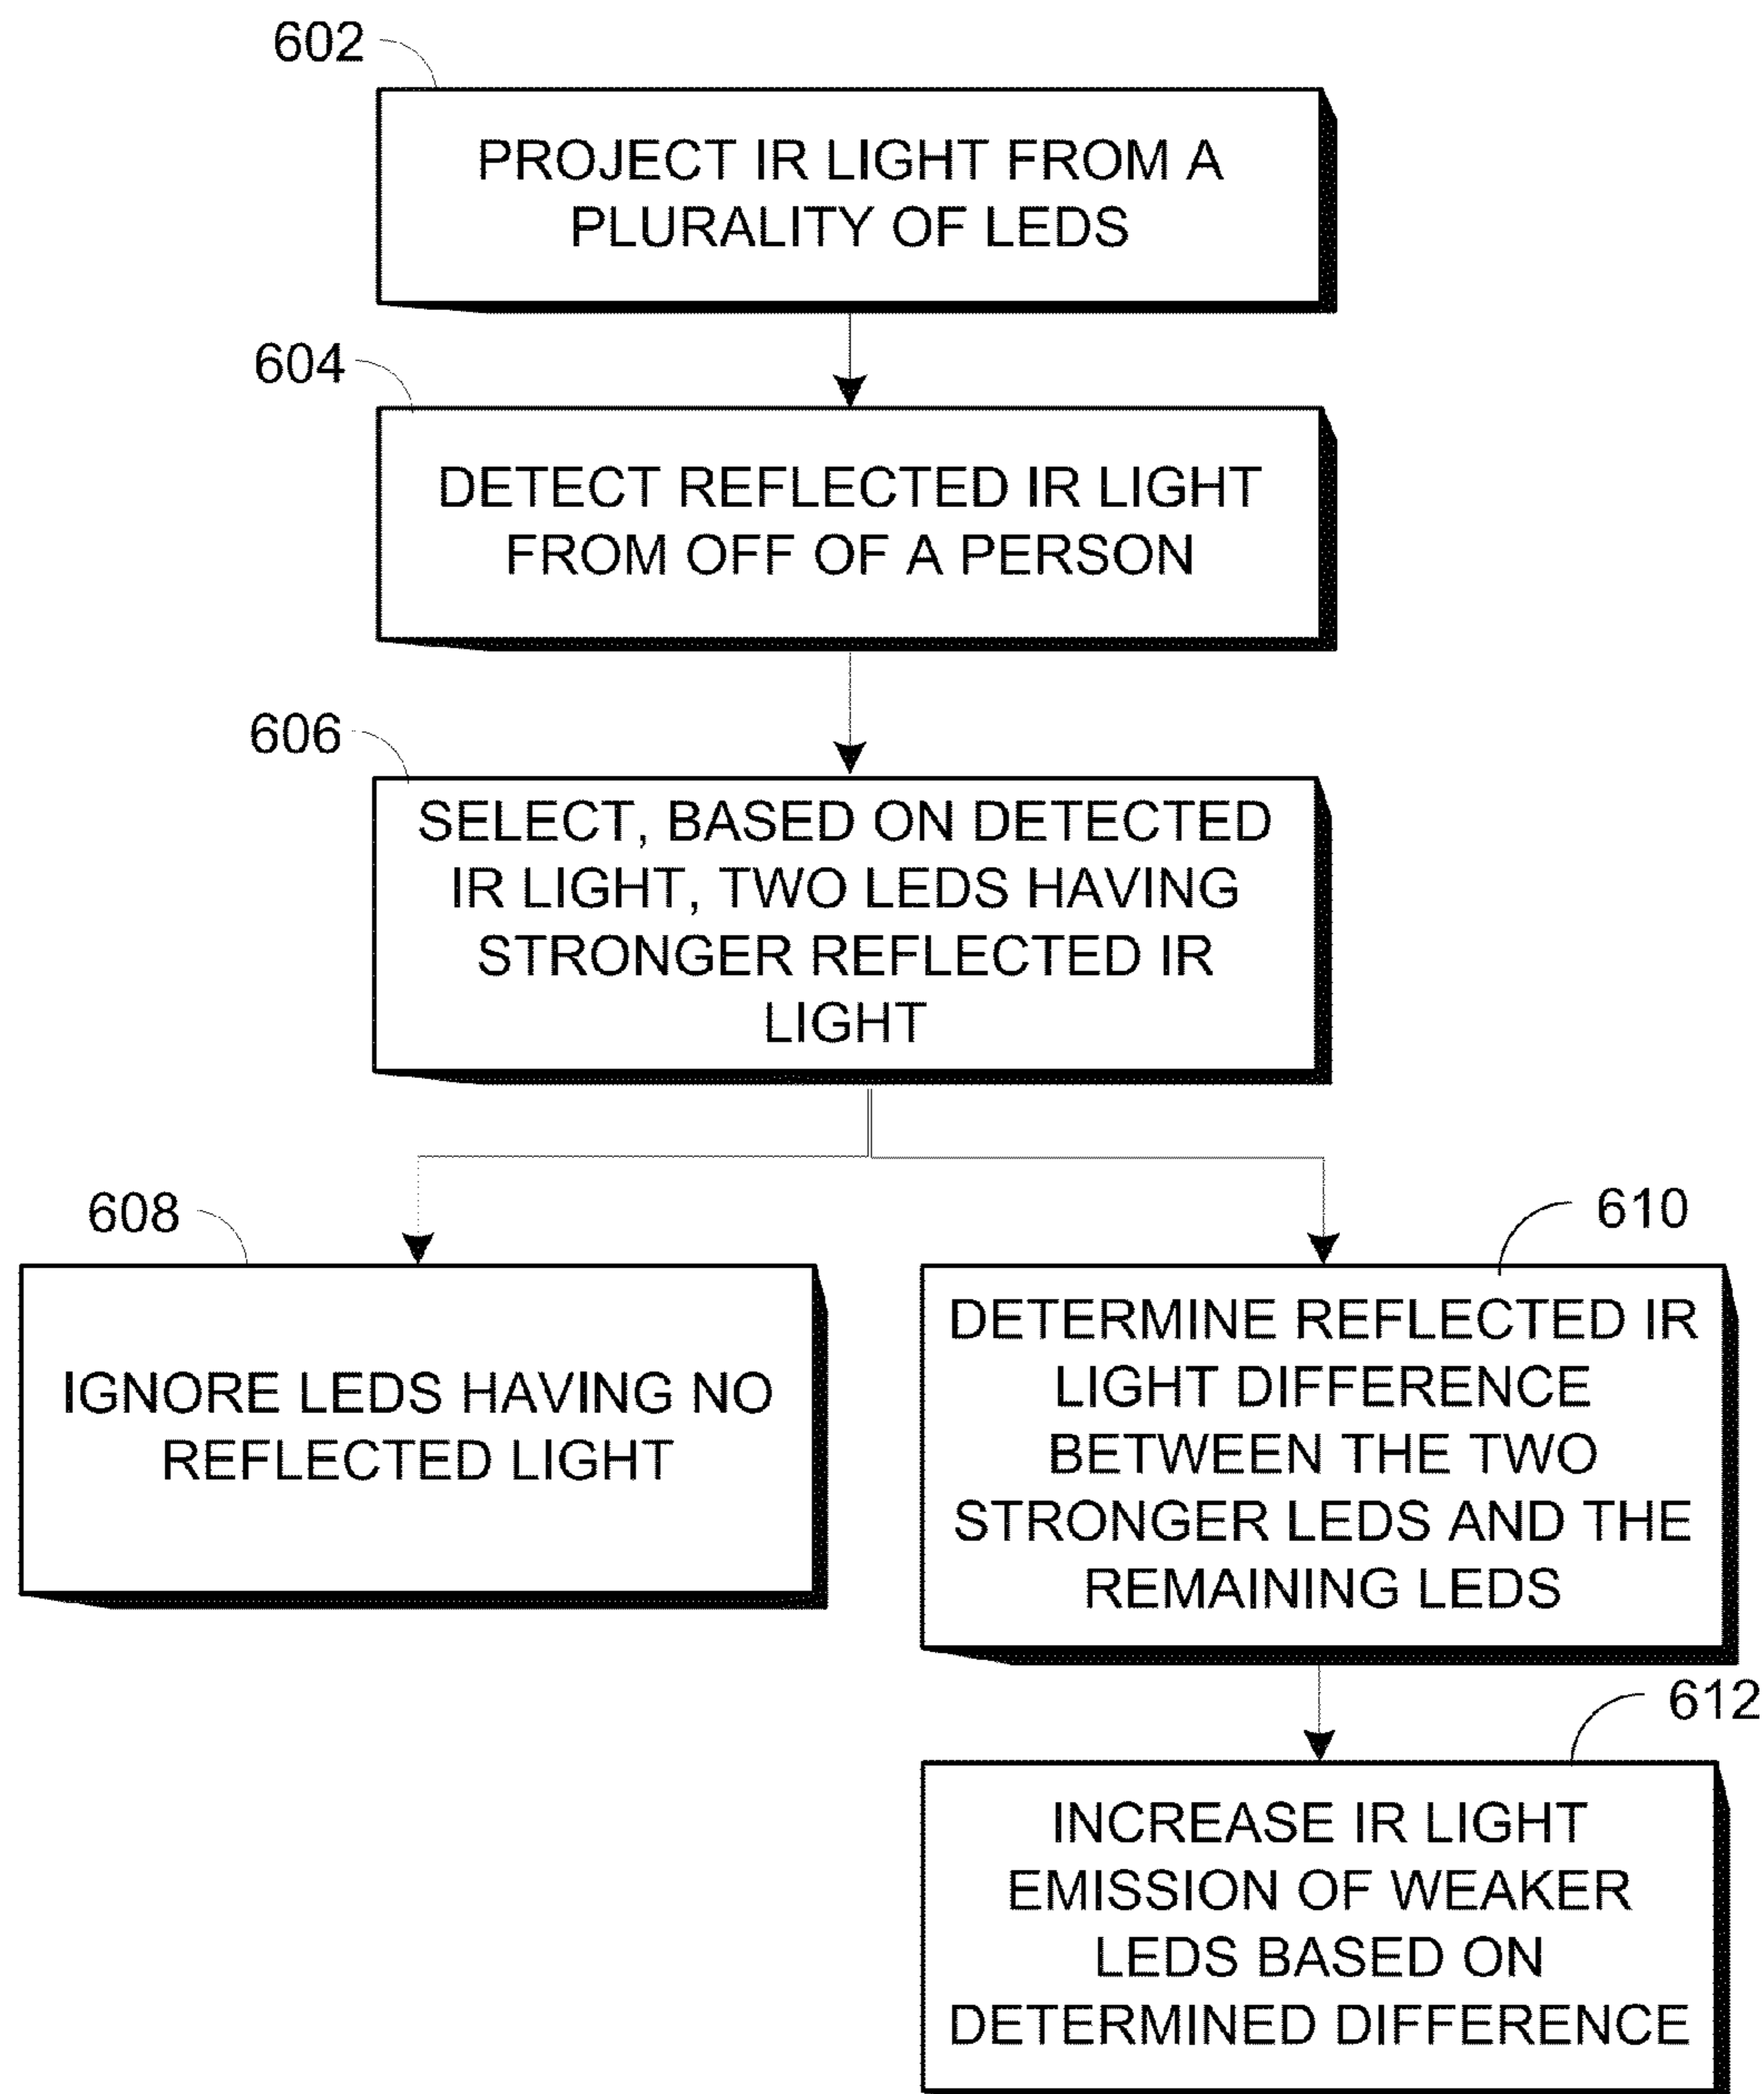 602
PROJECT IR LIGHT FROM A
PLURALITY OF LEDS
604
DETECT REFLECTED IR LIGHT
FROM OFF OF A PERSON
606
SELECT, BASED ON DETECTED
IR LIGHT, TWO LEDS HAVING
STRONGER REFLECTED IR
LIGHT
608
IGNORE LEDS HAVING NO
REFLECTED LIGHT
610
DETERMINE REFLECTED IR
LIGHT DIFFERENCE
BETWEEN THE TWO
STRONGER LEDS AND THE
REMAINING LEDS
612
INCREASE IR LIGHT
EMISSION OF WEAKER
LEDS BASED ON
DETERMINED DIFFERENCE